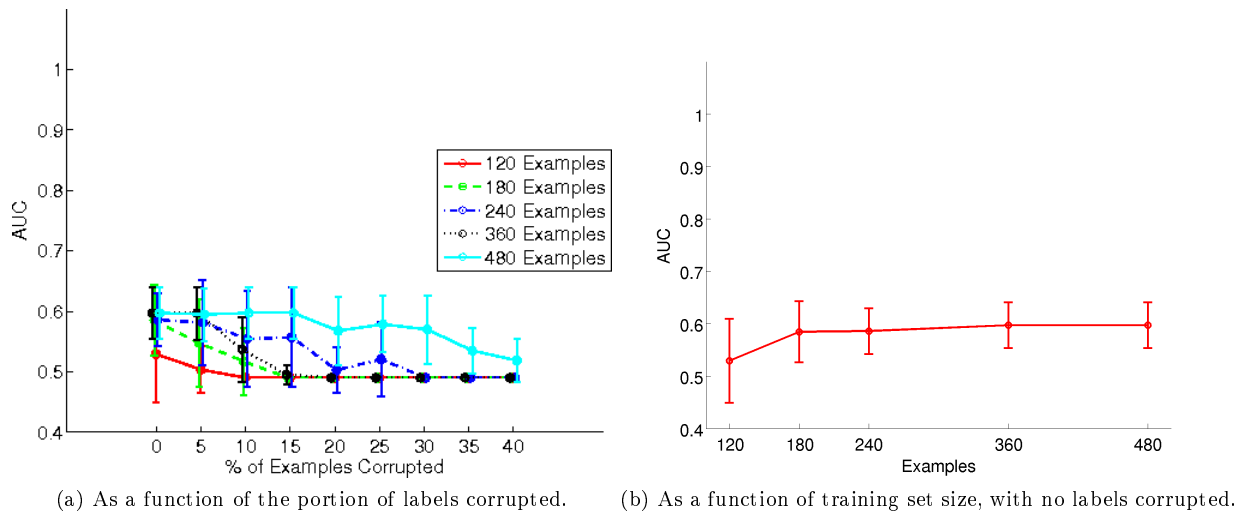 1
0.9
0.8
0.7
0.6
0.5
0.4
AUC
0 5 10 15 20 25 30 35 40
% of Examples Corrupted
120 Examples
180 Examples
240 Examples
360 Examples
480 Examples
(a) As a function of the portion of labels corrupted.
1
0.9
0.8
0.7
0.6
0.5
0.4
AUC
120 180 240 360 480
Examples
(b) As a function of training set size, with no labels corrupted.